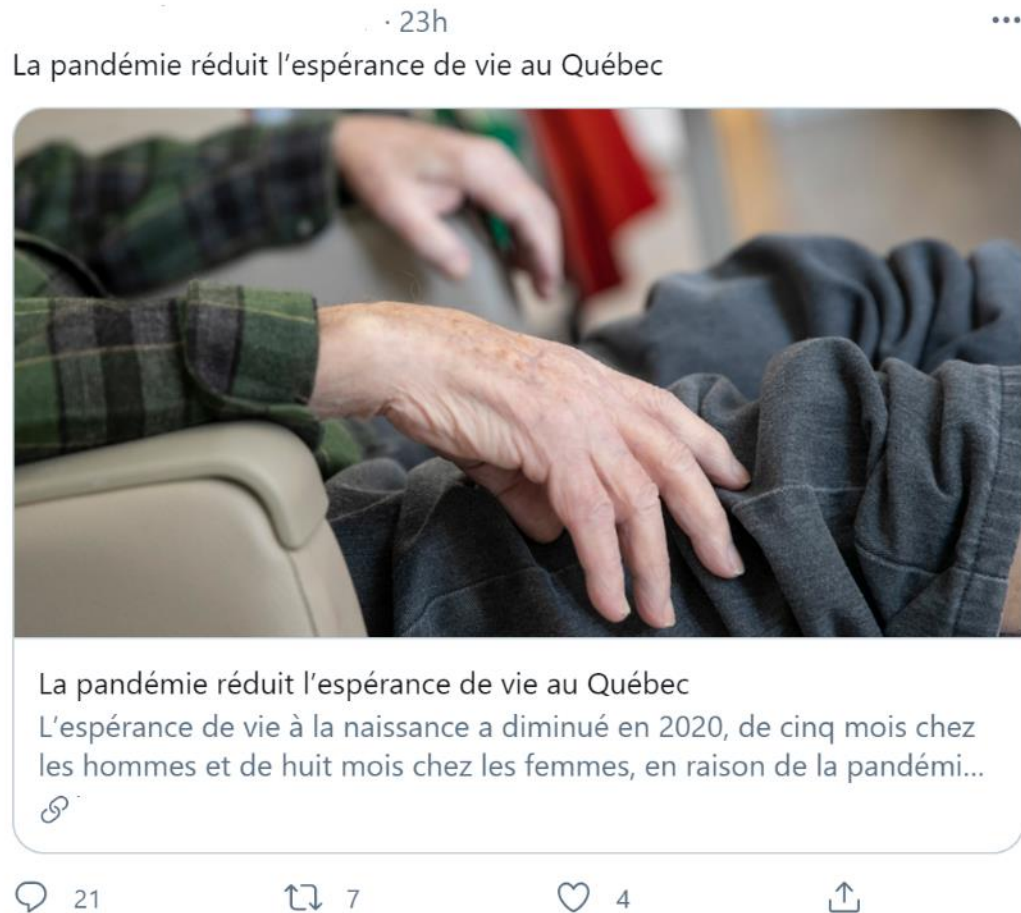 · 23h
La pandémie réduit l’espérance de vie au Québec
La pandémie réduit l’espérance de vie au Québec
L’espérance de vie à la naissance a diminué en 2020, de cinq mois chez
les hommes et de huit mois chez les femmes, en raison de la pandémi...
21 7 4